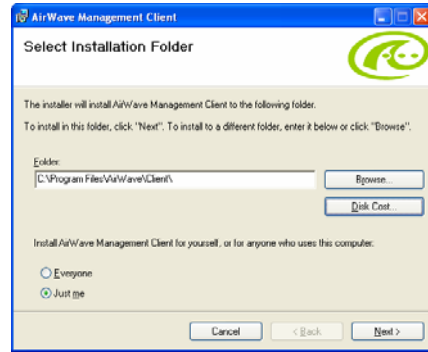 AirWave Management Client
Select Installation Folder
The installer will install AirWave Management Client to the following folder.
To install in this folder, click "Next". To install to a different folder, enter it below or click "Browse".
Folder:
C:\Program Files\AirWave\Client\
Browse...
Disk Cost...
Install AirWave Management Client for yourself, or for anyone who uses this computer:
Everyone
Just me
Cancel
< Back
Next >